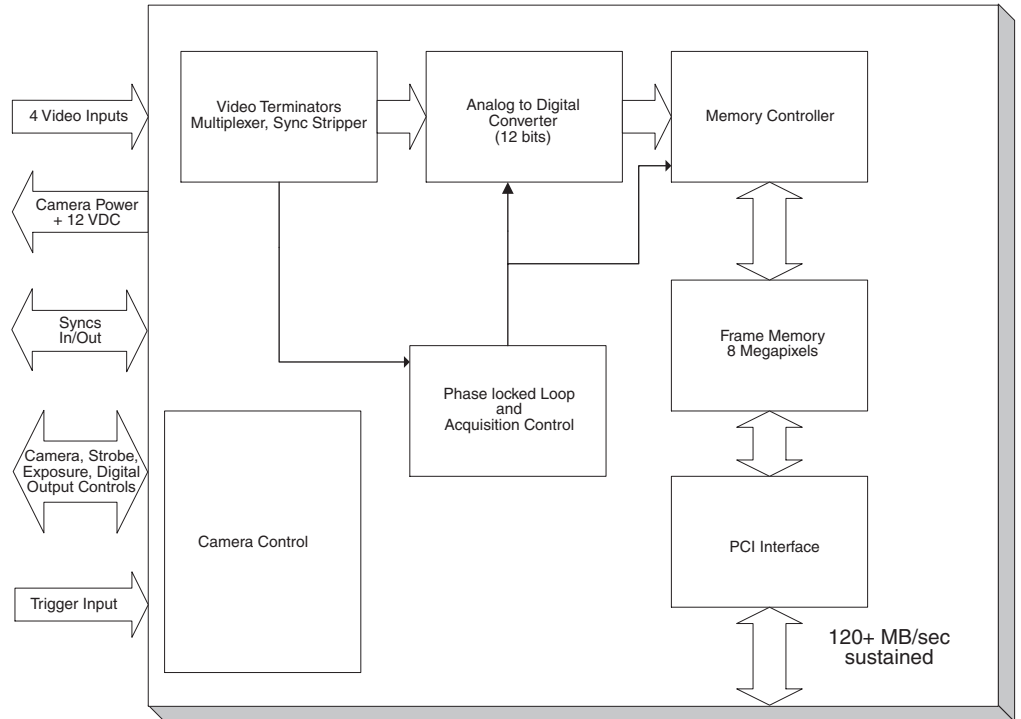 4 Video Inputs
Camera Power
+ 12 VDC
Syncs
In/Out
Camera, Strobe,
Exposure, Digital
Output Controls
Trigger Input
Video Terminators
Multiplexer, Sync Stripper
Analog to Digital
Converter
(12 bits)
Memory Controller
Phase locked Loop
and
Acquisition Control
Frame Memory
8 Megapixels
Camera Control
PCI Interface
120+ MB/sec
sustained